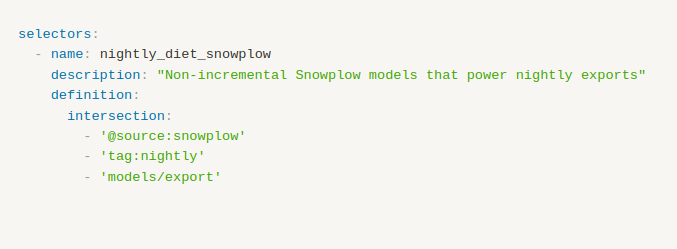 selectors:
  - name: nightly_diet_snowplow
    description: "Non-incremental Snowplow models that power nightly exports"
    definition:
      intersection:
        - '@source:snowplow'
        - 'tag:nightly'
        - 'models/export'